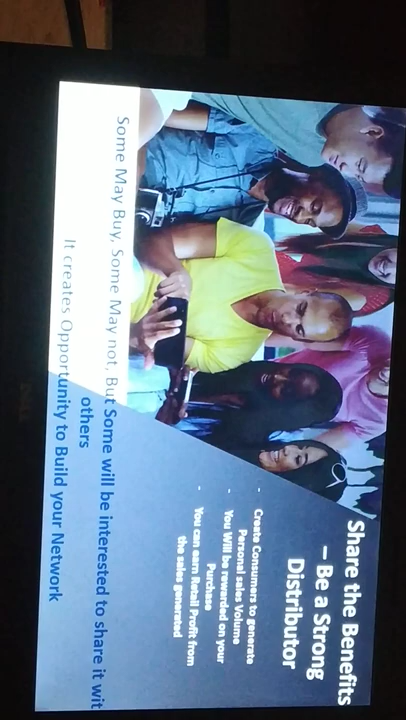 Share the Benefits
– Be a Strong
Distributor
- Create Consumers to generate
Personal sales Volume
- You Will be rewarded on your
Purchase
- You can earn Retail Profit from
the sales generated
Some May Buy, Some May not, But Some will be interested to share it wit
others
It creates Opportunity to Build your Network